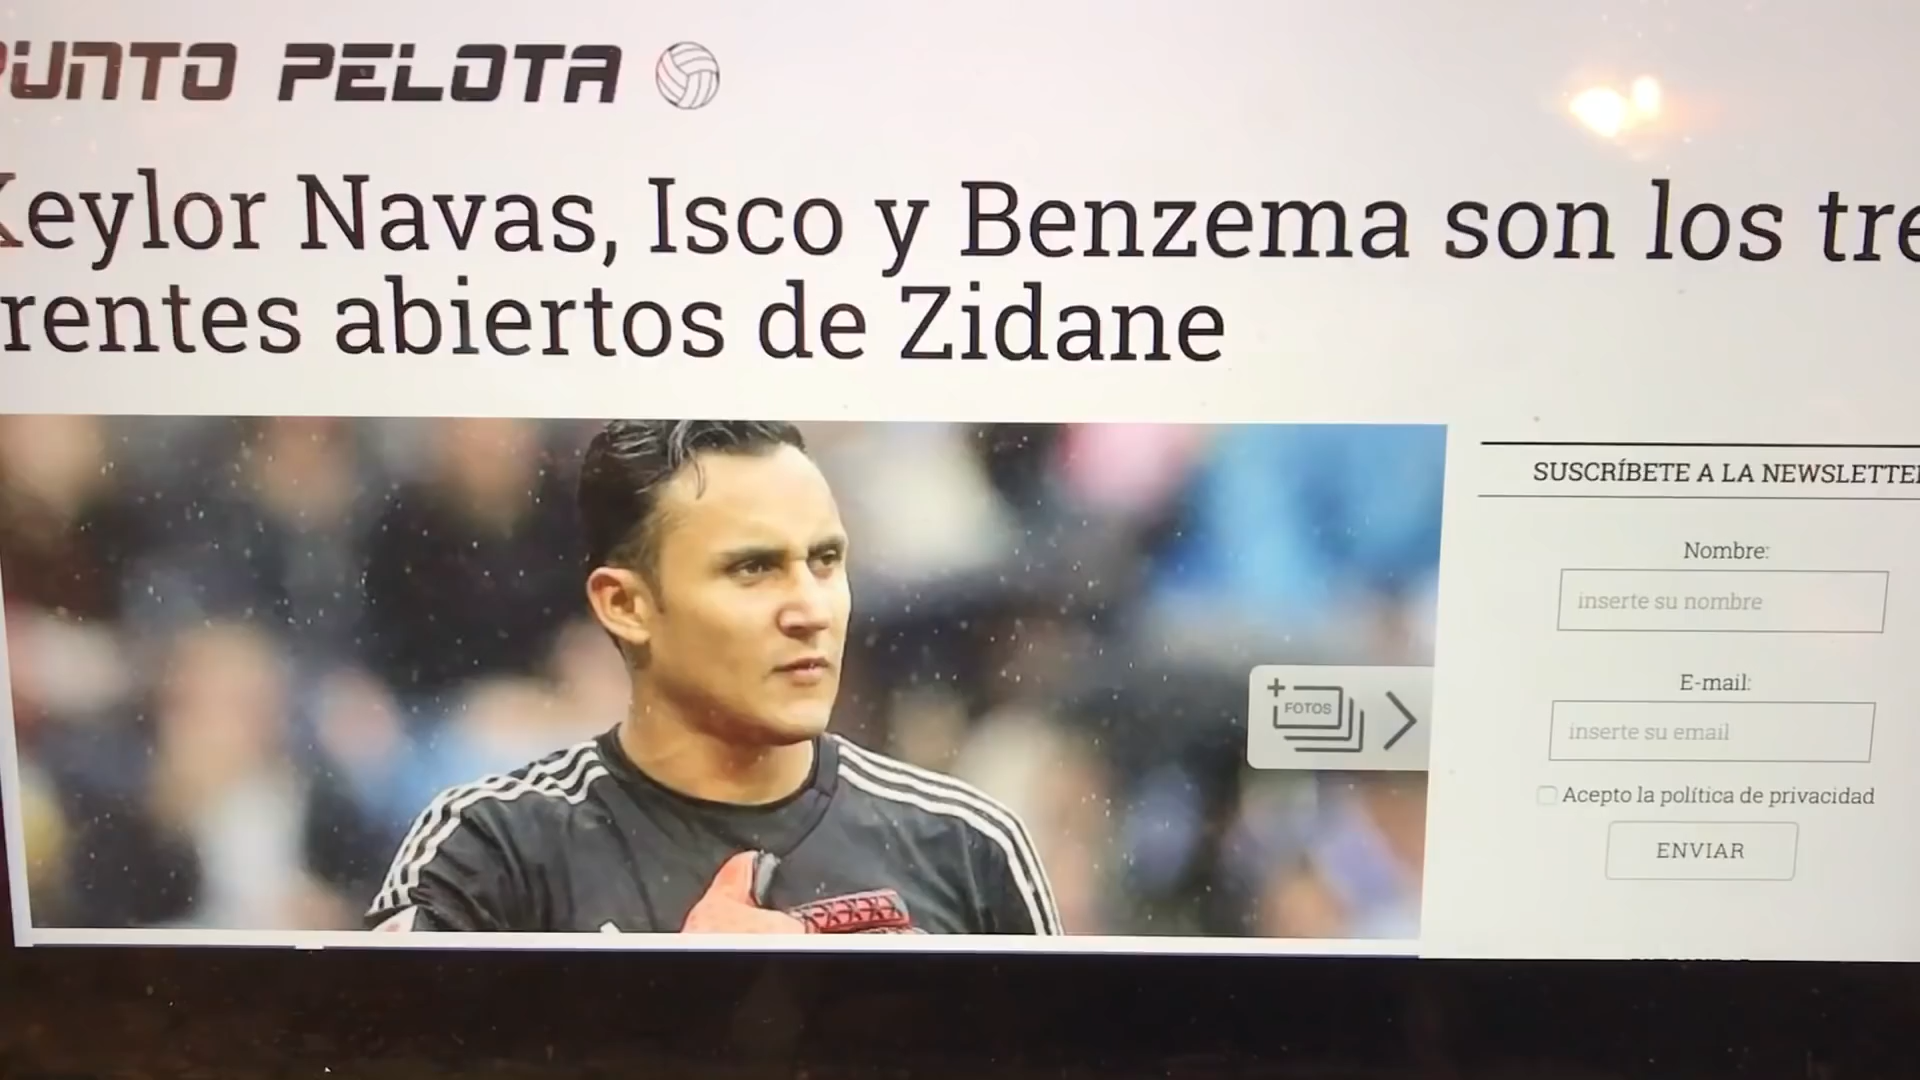 PUNTO PELOTA
Keylor Navas, Isco y Benzema son los tre
rentes abiertos de Zidane
SUSCRÍBETE A LA NEWSLETTER
Nombre:
inserte su nombre
E-mail:
inserte su email
+
FOTOS
Acepto la política de privacidad
ENVIAR